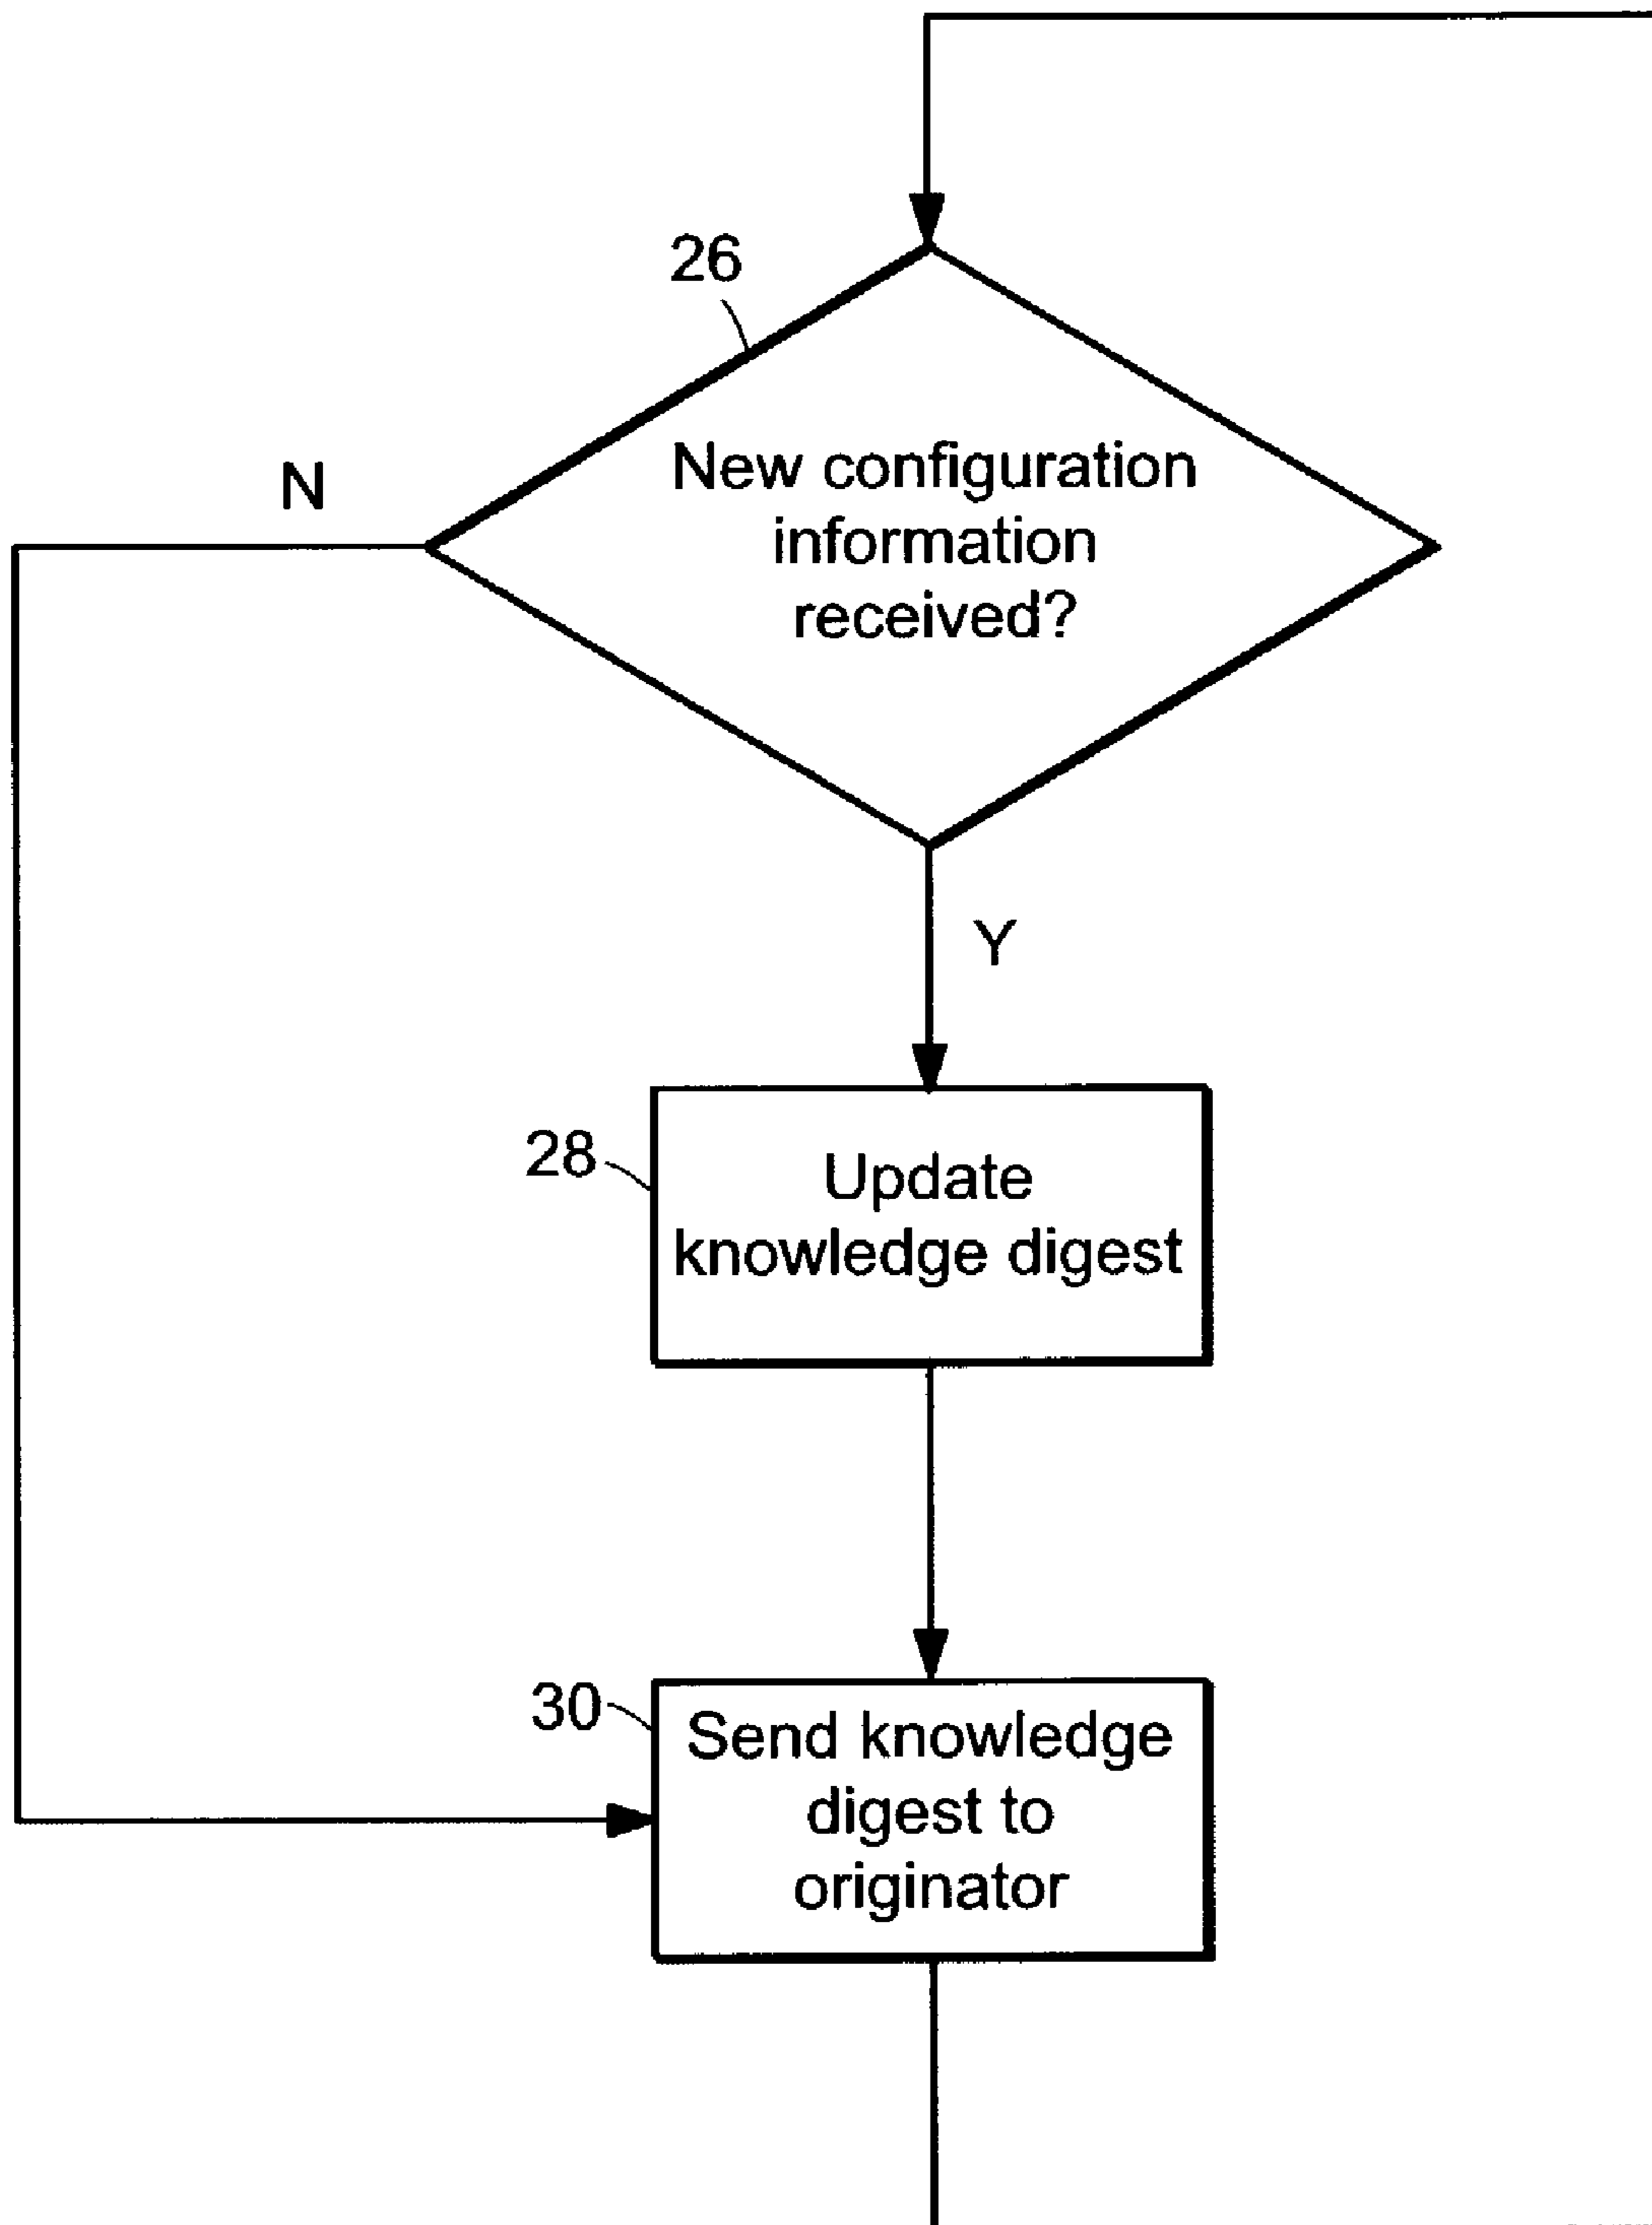 26
New configuration
information
received?
N
Y
28
Update
knowledge digest
30
Send knowledge
digest to
originator